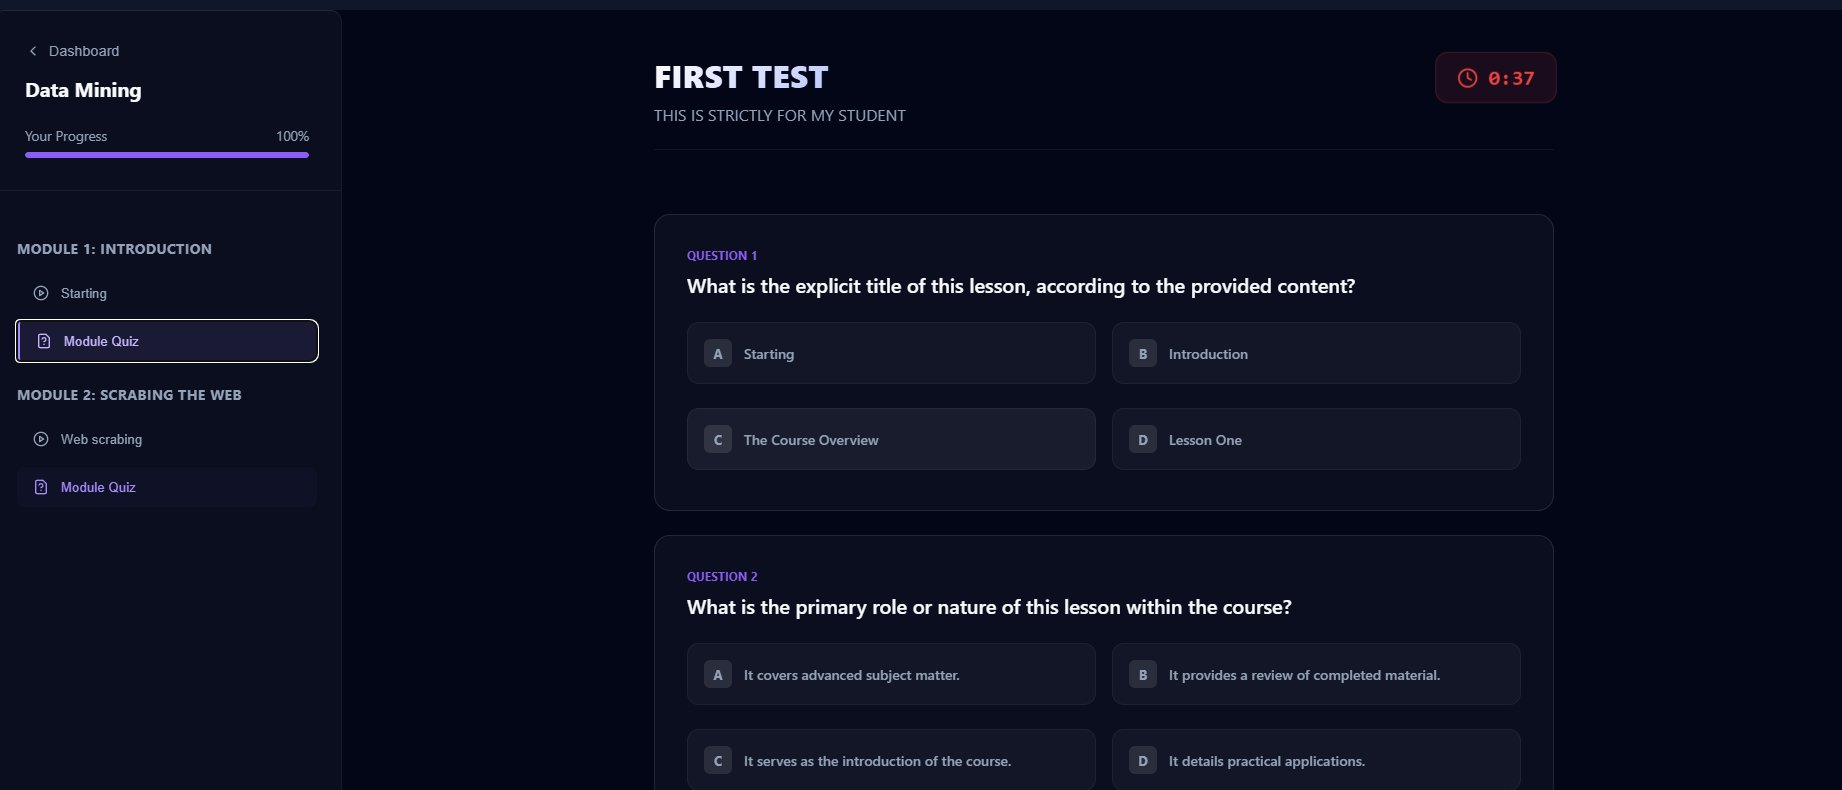 Dashboard
Data Mining
Your Progress 100%
MODULE 1: INTRODUCTION
Starting
Module Quiz
MODULE 2: SCRABING THE WEB
Web scrabing
Module Quiz
FIRST TEST
0:37
THIS IS STRICTLY FOR MY STUDENT
QUESTION 1
What is the explicit title of this lesson, according to the provided content?
A Starting
B Introduction
C The Course Overview
D Lesson One
QUESTION 2
What is the primary role or nature of this lesson within the course?
A It covers advanced subject matter.
B It provides a review of completed material.
C It serves as the introduction of the course.
D It details practical applications.